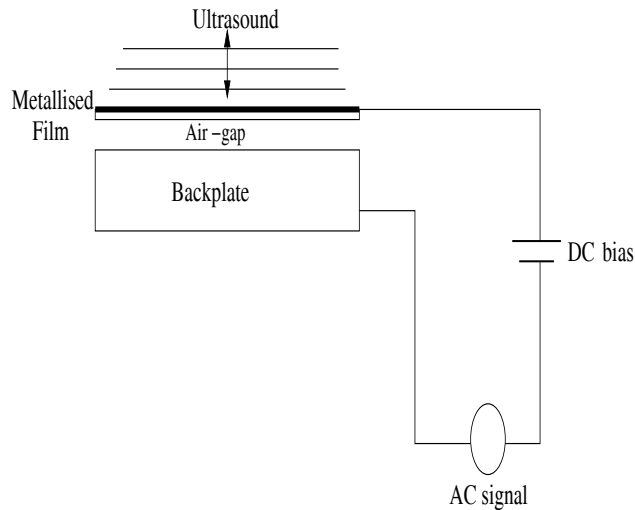 Ultrasound
Metallised
Film
Air-gap
Backplate
DC bias
AC signal